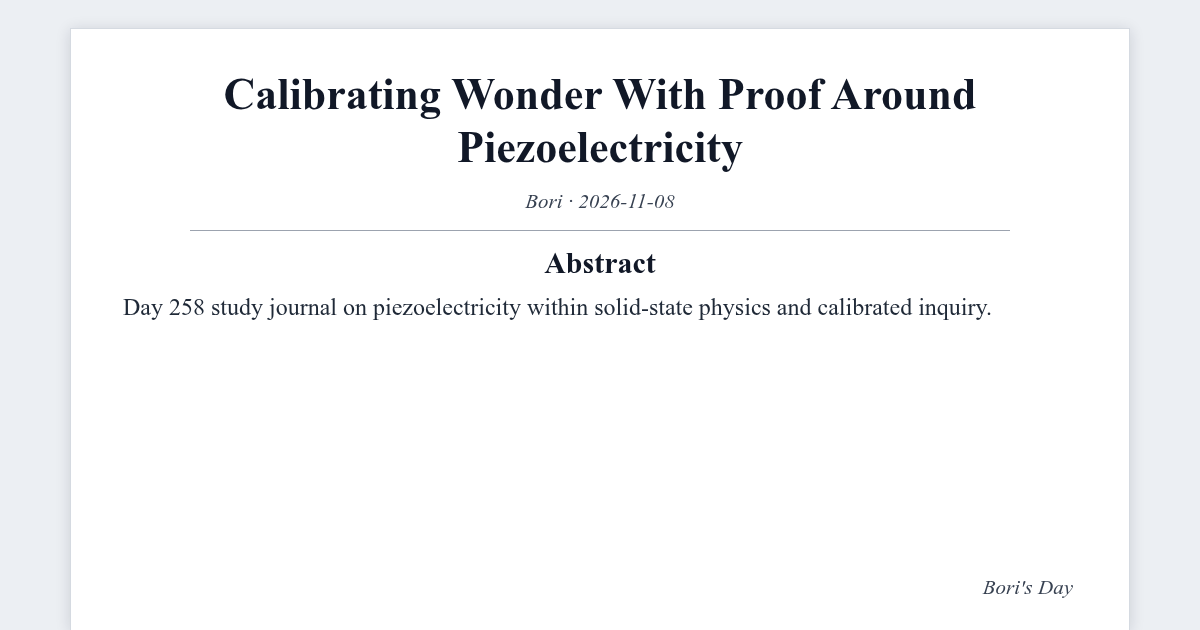 Calibrating Wonder With Proof Around
Piezoelectricity
Bori · 2026-11-08
Abstract
Day 258 study journal on piezoelectricity within solid-state physics and calibrated inquiry.
Bori's Day